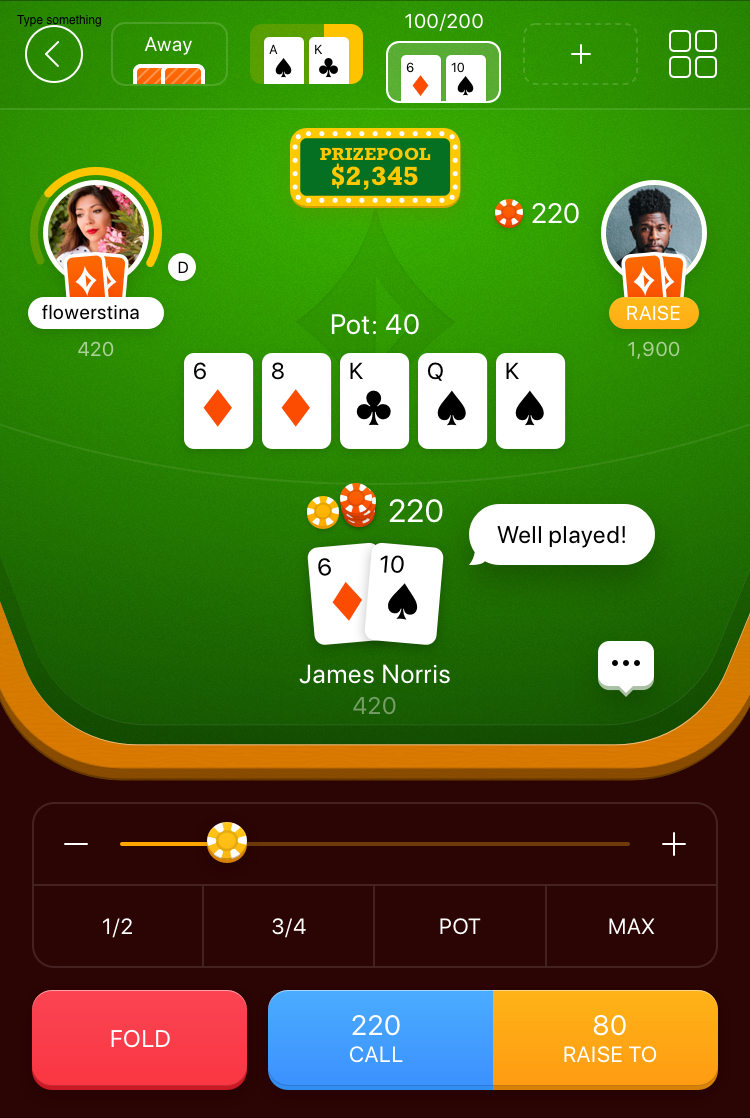 Type something
Away
A
K
100/200
6
10
PRIZEPOOL
$2,345
220
D
flowerstina
420
RAISE
1,900
Pot: 40
6
8
K
Q
K
220
6
10
Well played!
James Norris
420
1/2
3/4
POT
MAX
FOLD
220
CALL
80
RAISE TO